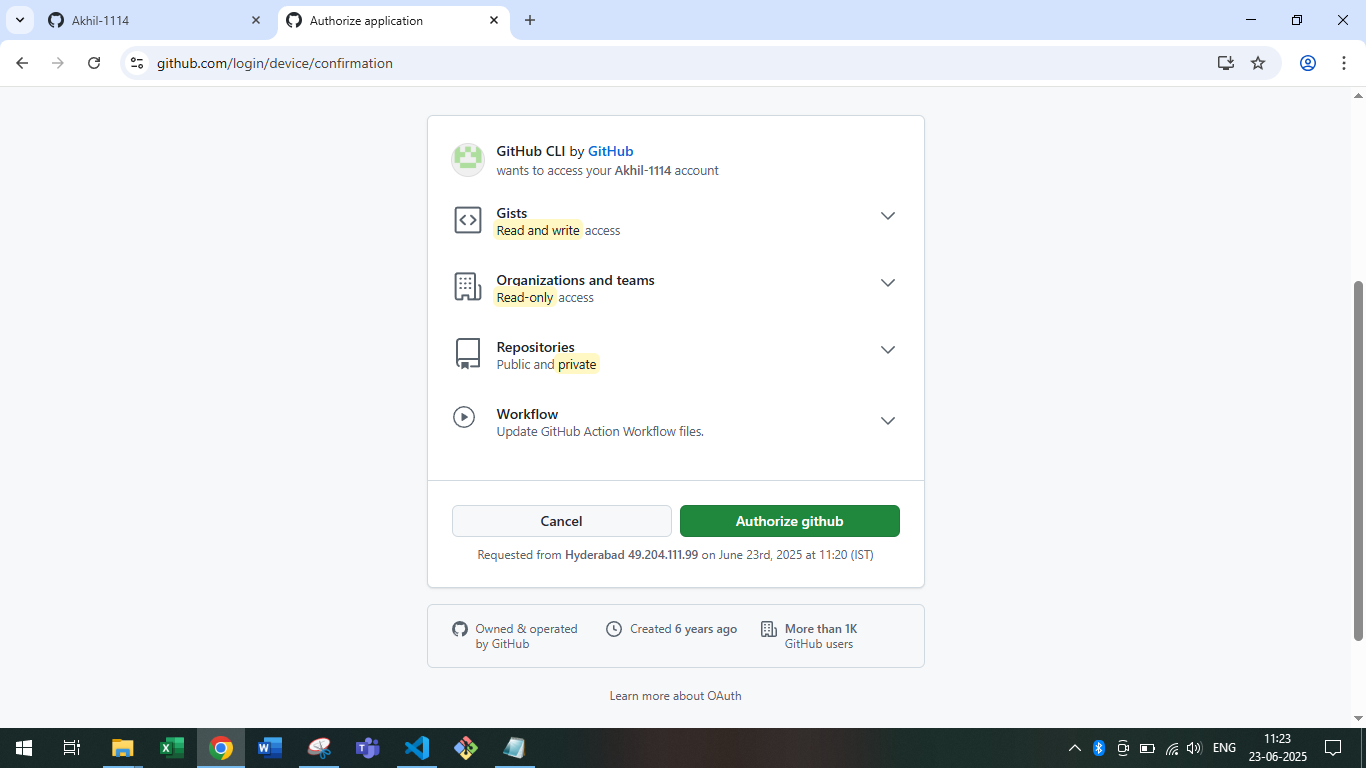 Akhil-1114
Authorize application
github.com/login/device/confirmation
GitHub CLI by GitHub
wants to access your Akhil-1114 account
Gists
Read and write access
Organizations and teams
Read-only access
Repositories
Public and private
Workflow
Update GitHub Action Workflow files.
Cancel
Authorize github
Requested from Hyderabad 49.204.111.99 on June 23rd, 2025 at 11:20 (IST)
Owned & operated
by GitHub
Created 6 years ago
More than 1K
GitHub users
Learn more about OAuth
ENG
11:23
23-06-2025